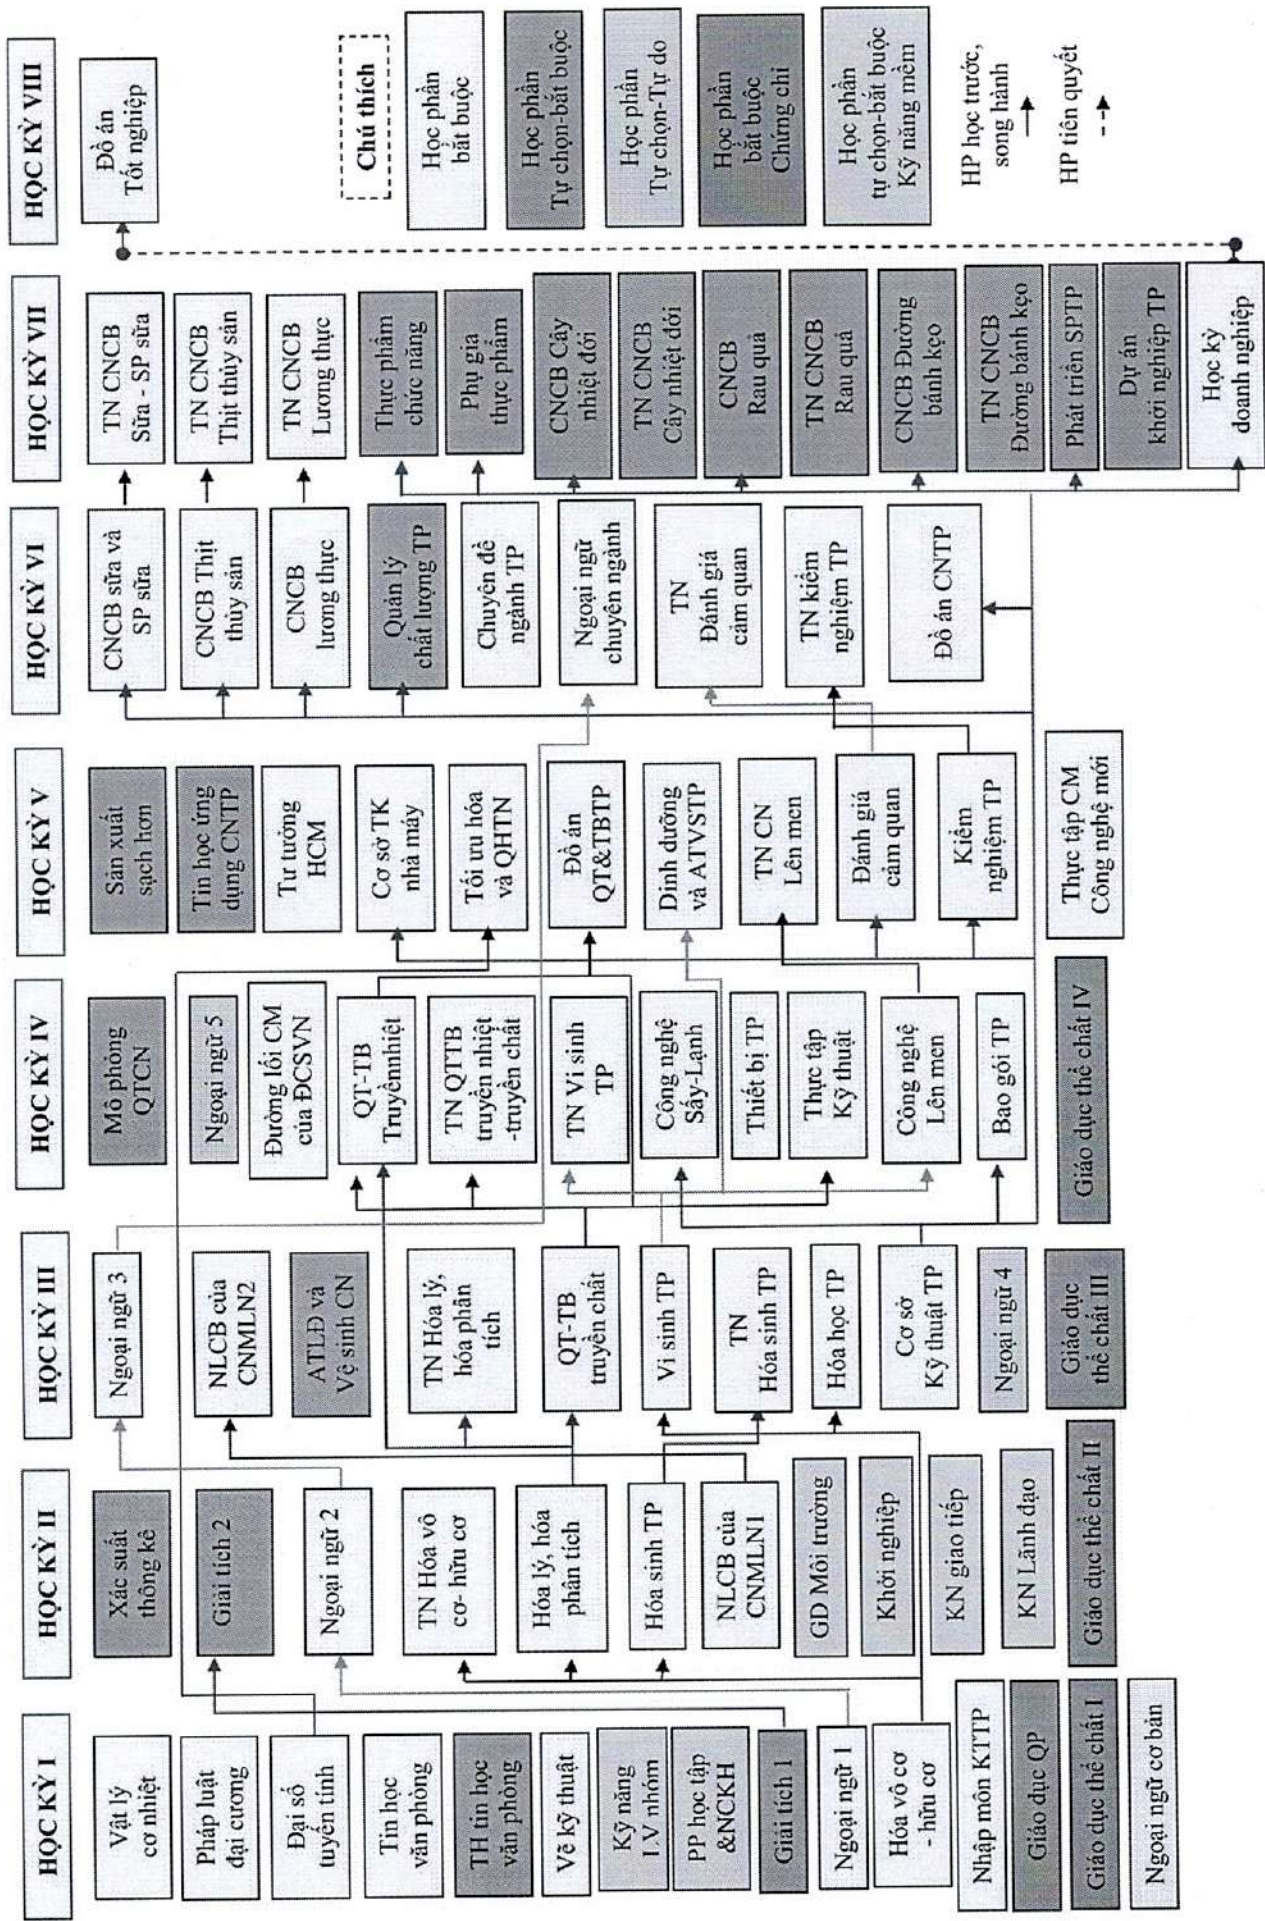 HỌC KỲ I
Vật lý
cơ nhiệt
Pháp luật
đại cương
Đại số
tuyến tính
Tin học
văn phòng
TH tin học
văn phòng
Vẽ kỹ thuật
Kỹ năng
LV nhóm
PP học tập
&NCKH
Giải tích 1
Ngoại ngữ 1
Hóa vô cơ
- hữu cơ
Nhập môn KTTP
Giáo dục QP
Giáo dục thể chất I
Ngoại ngữ cơ bản
HỌC KỲ II
Xác suất
thống kê
Giải tích 2
Ngoại ngữ 2
TN Hóa vô
cơ- hữu cơ
Hóa lý, hóa
phân tích
Hóa sinh TP
NLCB của
CNMLN1
GD Môi trường
Khởi nghiệp
KN giao tiếp
KN Lãnh đạo
Giáo dục thể chất II
HỌC KỲ III
Ngoại ngữ 3
NLCB của
CNMLN2
ATLĐ và
Vệ sinh CN
TN Hóa lý,
hóa phân
tích
QT-TB
truyền chất
Vi sinh TP
TN
Hóa sinh TP
Hóa học TP
Cơ sở
Kỹ thuật TP
Ngoại ngữ 4
Giáo dục
thể chất III
HỌC KỲ IV
Mô phỏng
QTCN
Ngoại ngữ 5
Đường lối CM
của ĐCSVN
QT-TB
Truyềnnhiệt
TN QTTB
truyền nhiệt
-truyền chất
TN Vi sinh
TP
Công nghệ
Sấy-Lạnh
Thiết bị TP
Thực tập
Kỹ thuật
Công nghệ
Lên men
Bao gói TP
Giáo dục thể chất IV
HỌC KỲ V
Sản xuất
sạch hơn
Tin học ứng
dụng CNTP
Tư tưởng
HCM
Cơ sở TK
nhà máy
Tối ưu hóa
và QHTN
Đồ án
QT&TBTP
Dinh dưỡng
và ATVSTP
TN CN
Lên men
Đánh giá
cảm quan
Kiểm
nghiệm TP
Thực tập CM
Công nghệ mới
HỌC KỲ VI
CNCB sữa và
SP sữa
CNCB Thịt
thủy sản
CNCB
lương thực
Quản lý
chất lượng TP
Chuyên đề
ngành TP
Ngoại ngữ
chuyên ngành
TN
Đánh giá
cảm quan
TN kiểm
nghiệm TP
Đồ án CNTP
HỌC KỲ VII
TN CNCB
Sữa - SP sữa
TN CNCB
Thịt thủy sản
TN CNCB
Lương thực
Thực phẩm
chức năng
Phụ gia
thực phẩm
CNCB Cây
nhiệt đới
TN CNCB
Cây nhiệt đới
CNCB
Rau quả
TN CNCB
Rau quả
CNCB Đường
bánh kẹo
TN CNCB
Đường bánh kẹo
Phát triển SPTP
Dự án
khởi nghiệp TP
Học kỳ
doanh nghiệp
HỌC KỲ VIII
Đồ án
Tốt nghiệp
Chú thích
Học phần
bắt buộc
Học phần
Tự chọn-bắt buộc
Học phần
Tự chọn-Tự do
Học phần
bắt buộc
Chứng chỉ
Học phần
tự chọn-bắt buộc
Kỹ năng mềm
HP học trước,
song hành
HP tiên quyết